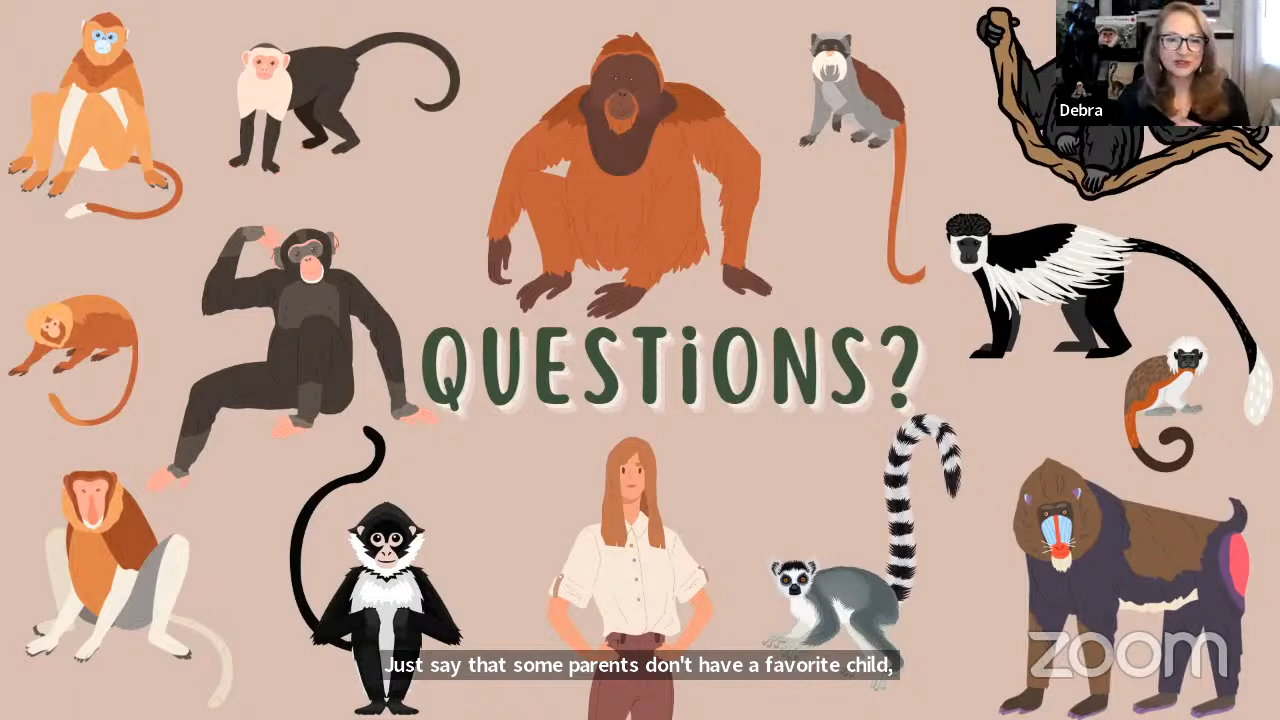 Debra
QUESTiONS?
Just say that some parents don't have a favorite child,
zoom